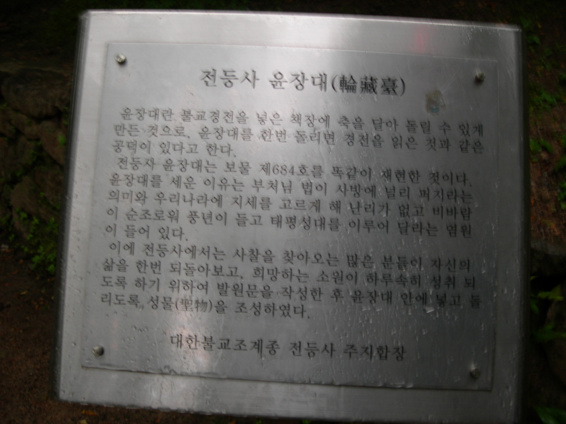 전등사 윤장대(輪藏臺)
윤장대란 불교경전을 넣은 책장에 축을 달아 돌릴 수 있게
만든 것으로, 윤장대를 한번 돌리면 경전을 읽은 것과 같은
공덕이 있다고 한다.
전등사 윤장대는 보물 제684호를 똑같이 재현한 것이다.
윤장대를 세운 이유는 부처님 법이 사방에 널리 퍼지라는
의미와 우리나라에 지세를 고르게 해 난리가 없고 비바람
이 순조로워 풍년이 들고 태평성대를 이루어 달라는 염원
이 들어 있다.
이에 전등사에서는 사찰을 찾아오는 많은 분들이 자신의
삶을 한번 되돌아보고, 희망하는 소원이 하루속히 성취 되
도록 하기 위하여 발원문을 작성한 후 윤장대 안에 넣고 돌
리도록 성물(聖物)을 조성하였다.
대한불교조계종 전등사 주지합장